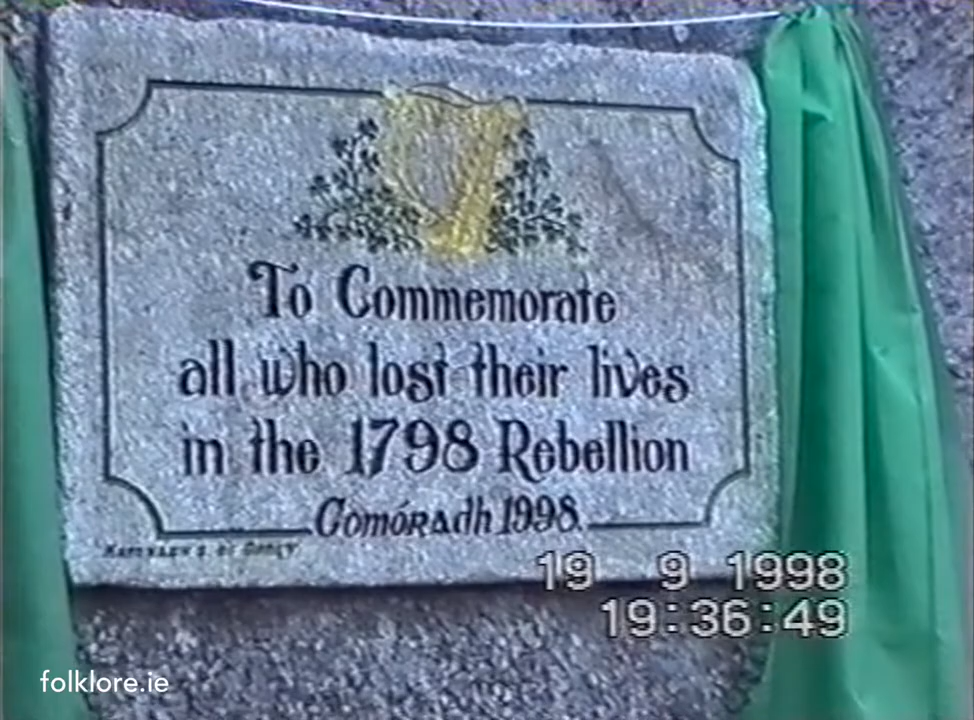 To Commemorate
all who lost their lives
in the 1798 Rebellion
Comóradh 1998.
19 9 1998
19:36:49
folklore.ie